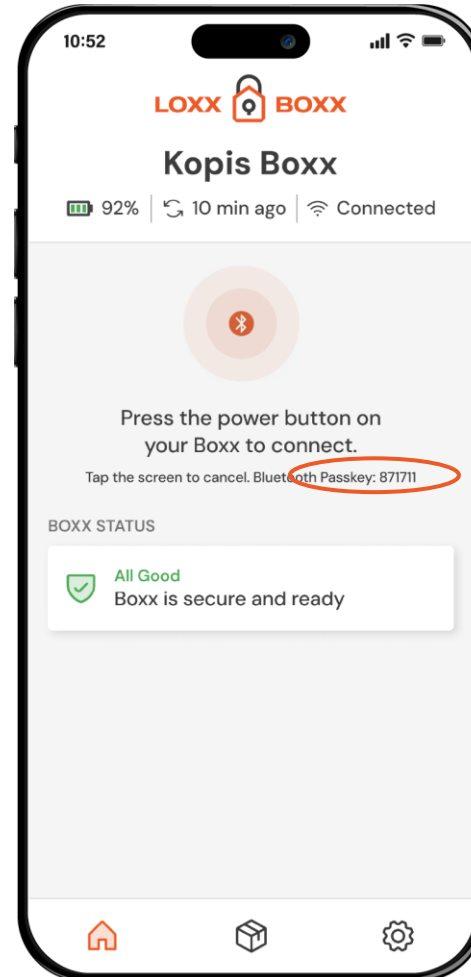 10:52
LOXX BOXX
Kopis Boxx
92% 10 min ago Connected
Press the power button on
your Boxx to connect.
Tap the screen to cancel. Bluetooth Passkey: 871711
BOXX STATUS
All Good
Boxx is secure and ready